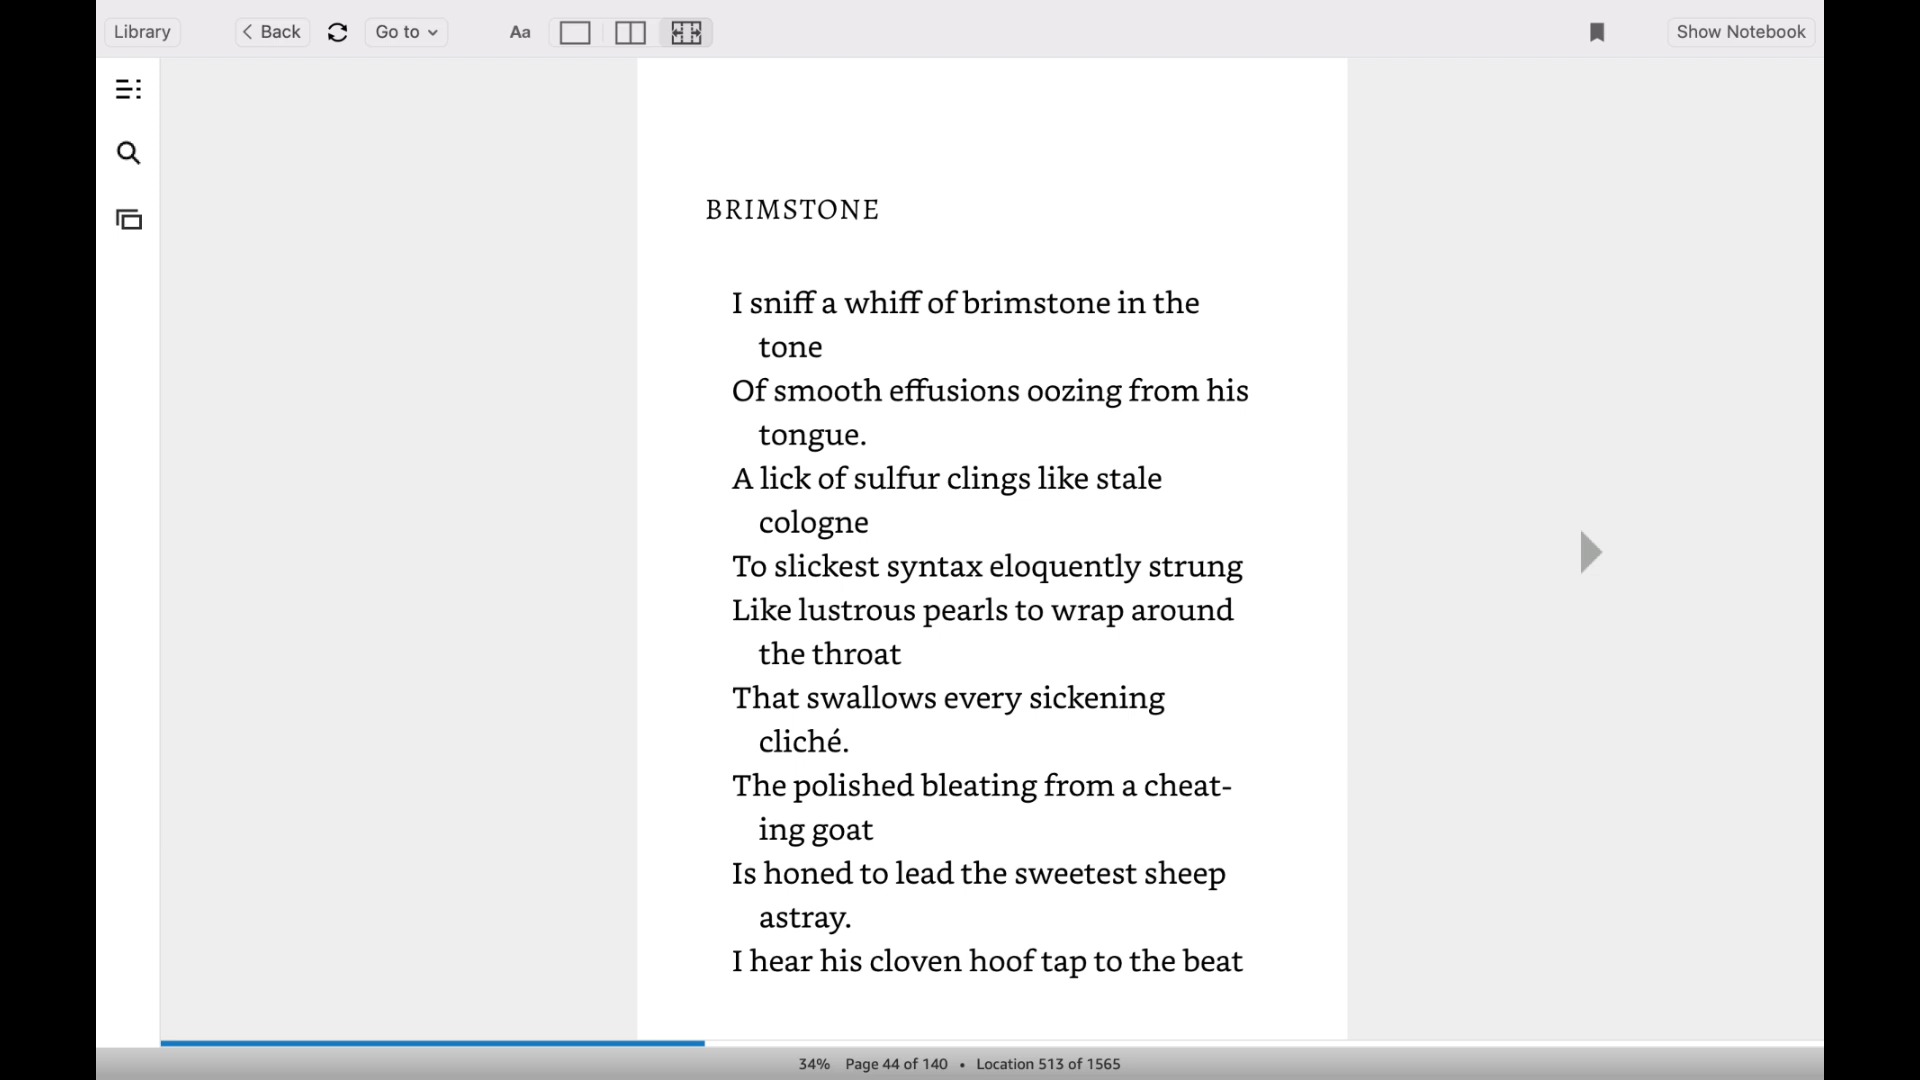 Library
Back
Go to
Aa
Show Notebook
BRIMSTONE
I sniff a whiff of brimstone in the
tone
Of smooth effusions oozing from his
tongue.
A lick of sulfur clings like stale
cologne
To slickest syntax eloquently strung
Like lustrous pearls to wrap around
the throat
That swallows every sickening
cliché.
The polished bleating from a cheat-
ing goat
Is honed to lead the sweetest sheep
astray.
I hear his cloven hoof tap to the beat
34% Page 44 of 140 • Location 513 of 1565